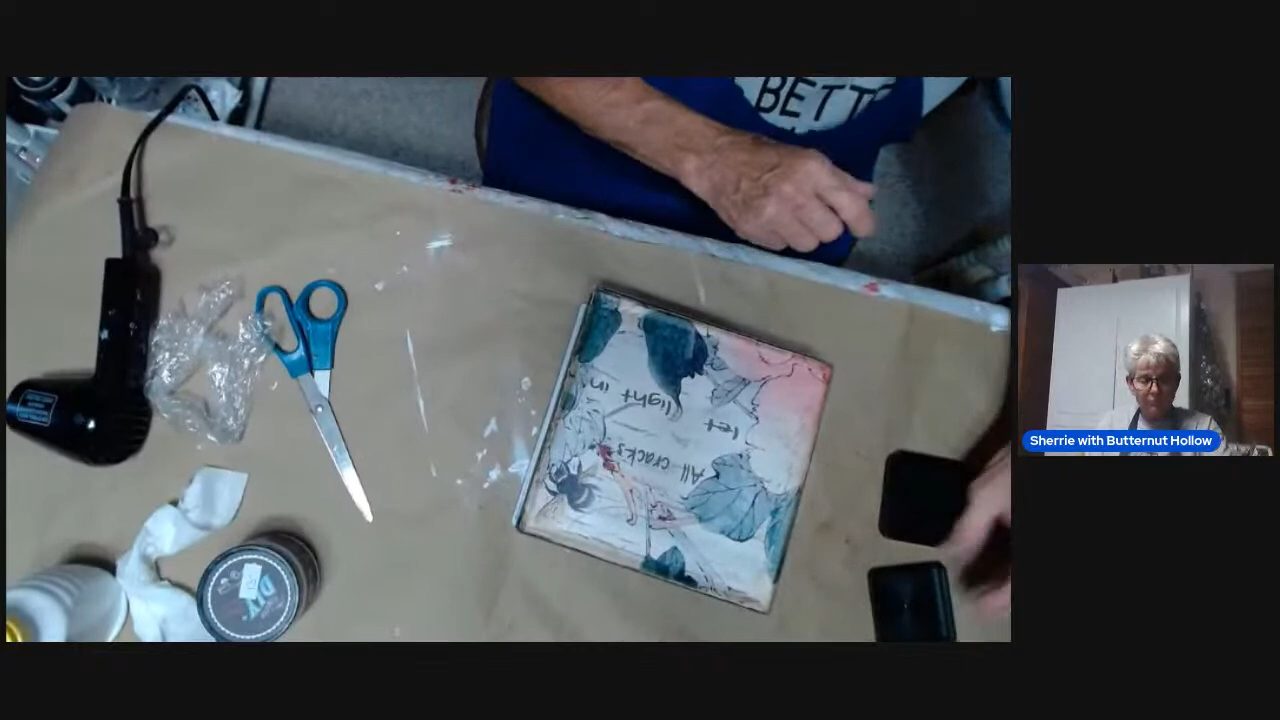 BETT
All cracks
let
light in
DIY
Sherrie with Butternut Hollow